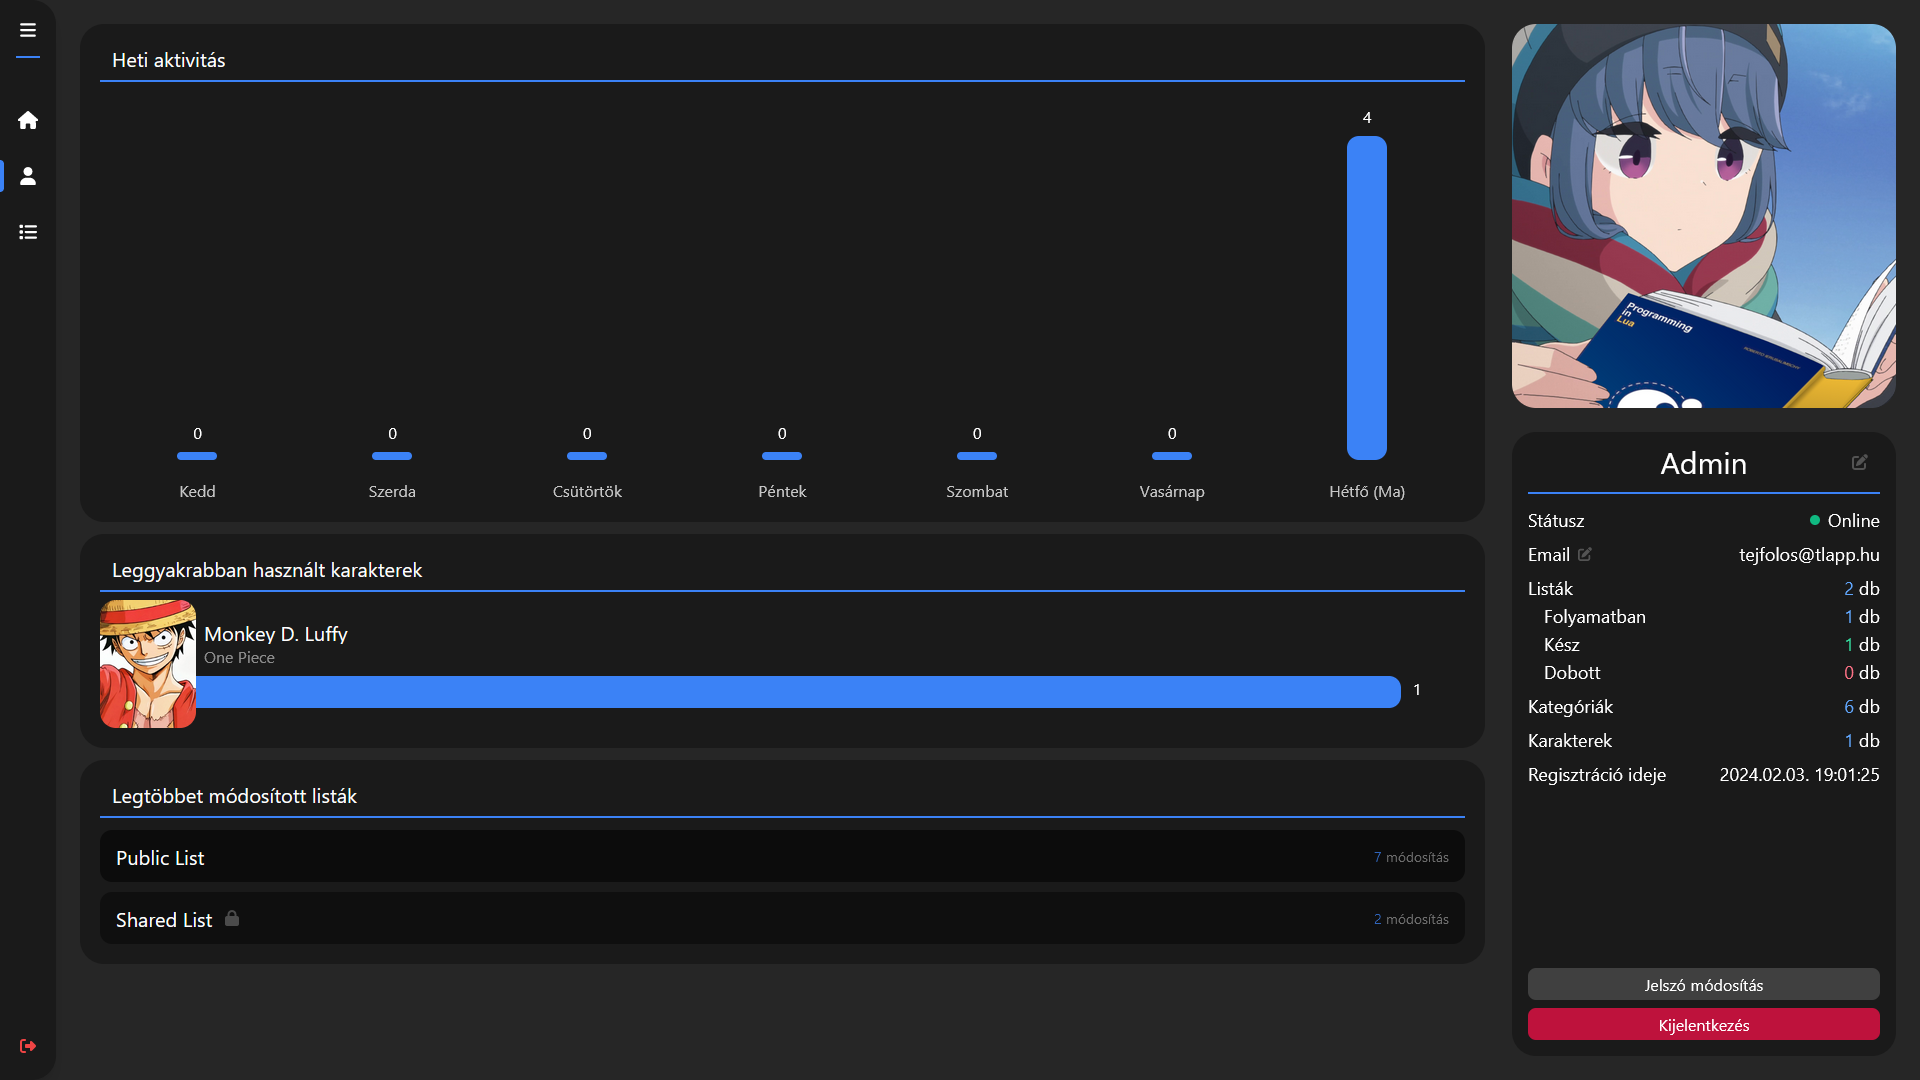 Heti aktivitás
4
0
0
0
0
0
0
Kedd
Szerda
Csütörtök
Péntek
Szombat
Vasárnap
Hétfő (Ma)
Leggyakrabban használt karakterek
Monkey D. Luffy
One Piece
1
Legtöbbet módosított listák
Public List
7 módosítás
Shared List
2 módosítás
Programming
in
Lua
Admin
Státusz
Online
Email
tejfolos@tlapp.hu
Listák
2 db
Folyamatban
1 db
Kész
1 db
Dobott
0 db
Kategóriák
6 db
Karakterek
1 db
Regisztráció ideje
2024.02.03. 19:01:25
Jelszó módosítás
Kijelentkezés